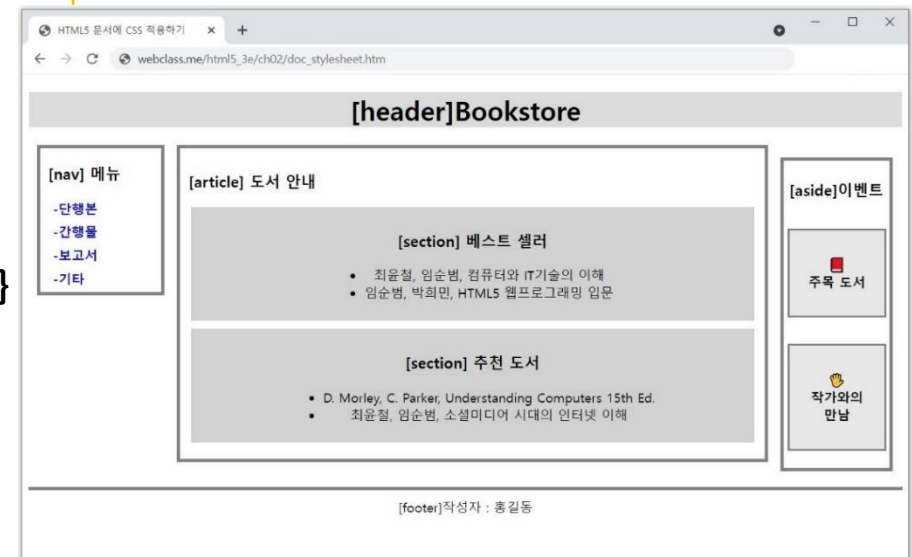 HTML5 문서에 CSS 적용하기
webclass.me/html5_3e/ch02/doc_stylesheet.htm
[header]Bookstore
[nav] 메뉴
-단행본
-간행물
-보고서
-기타
}
[article] 도서 안내
[section] 베스트 셀러
• 최윤철, 임순범, 컴퓨터와 IT기술의 이해
• 임순범, 박희민, HTML5 웹프로그래밍 입문
[section] 추천 도서
• D. Morley, C. Parker, Understanding Computers 15th Ed.
• 최윤철, 임순범, 소셜미디어 시대의 인터넷 이해
[aside]이벤트
주목 도서
작가와의
만남
[footer]작성자 : 홍길동